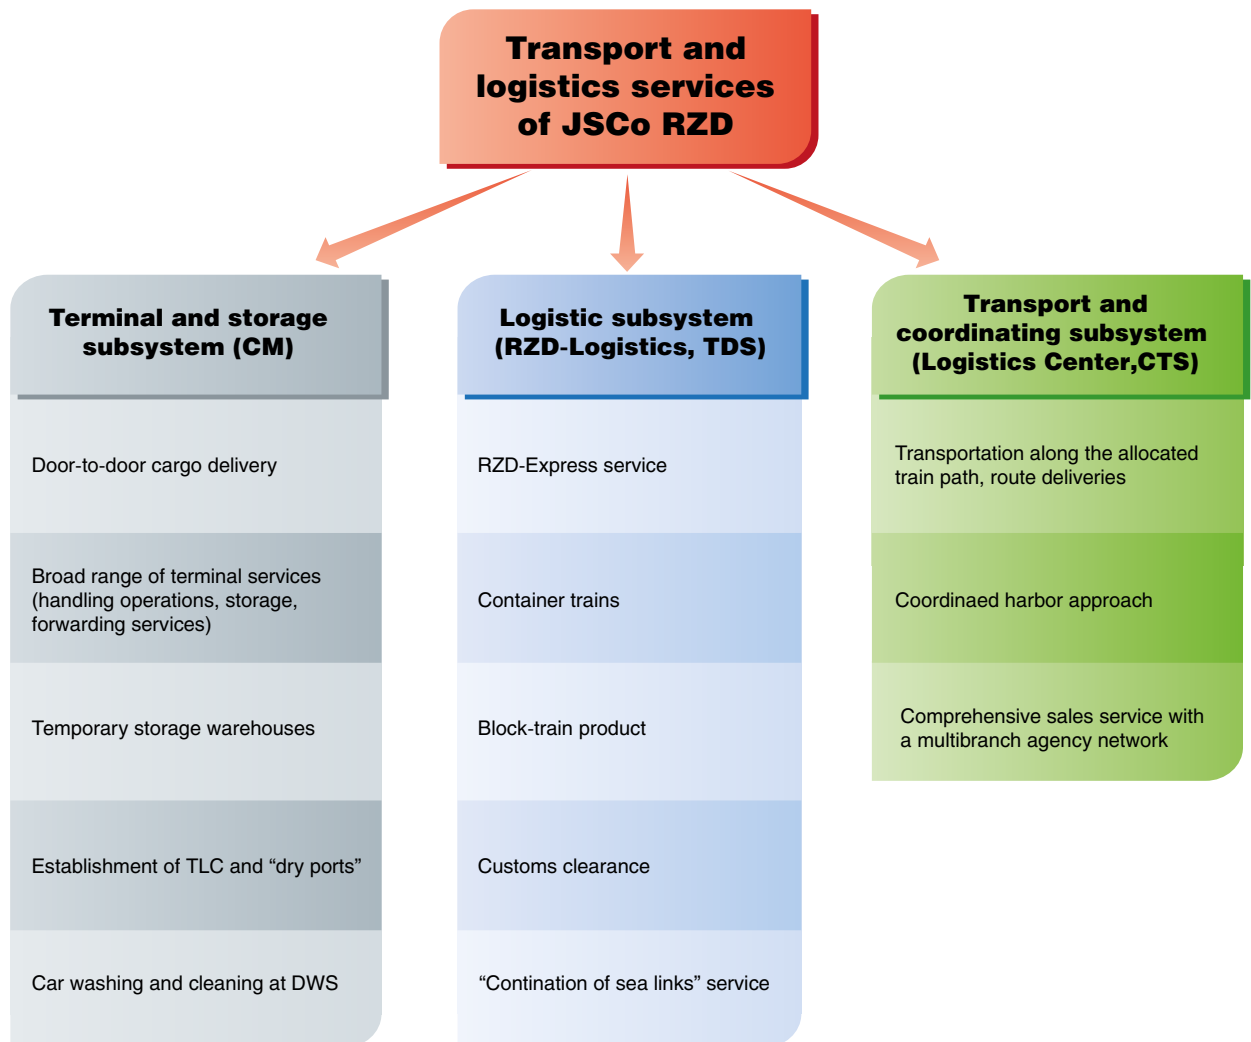 Transport and
logistics services
of JSCo RZD
Terminal and storage
subsystem (CM)
Door-to-door cargo delivery
Broad range of terminal services
(handling operations, storage,
forwarding services)
Temporary storage warehouses
Establishment of TLC and “dry ports”
Car washing and cleaning at DWS
Logistic subsystem
(RZD-Logistics, TDS)
RZD-Express service
Container trains
Block-train product
Customs clearance
“Contination of sea links” service
Transport and
coordinating subsystem
(Logistics Center,CTS)
Transportation along the allocated
train path, route deliveries
Coordinaed harbor approach
Comprehensive sales service with
a multibranch agency network